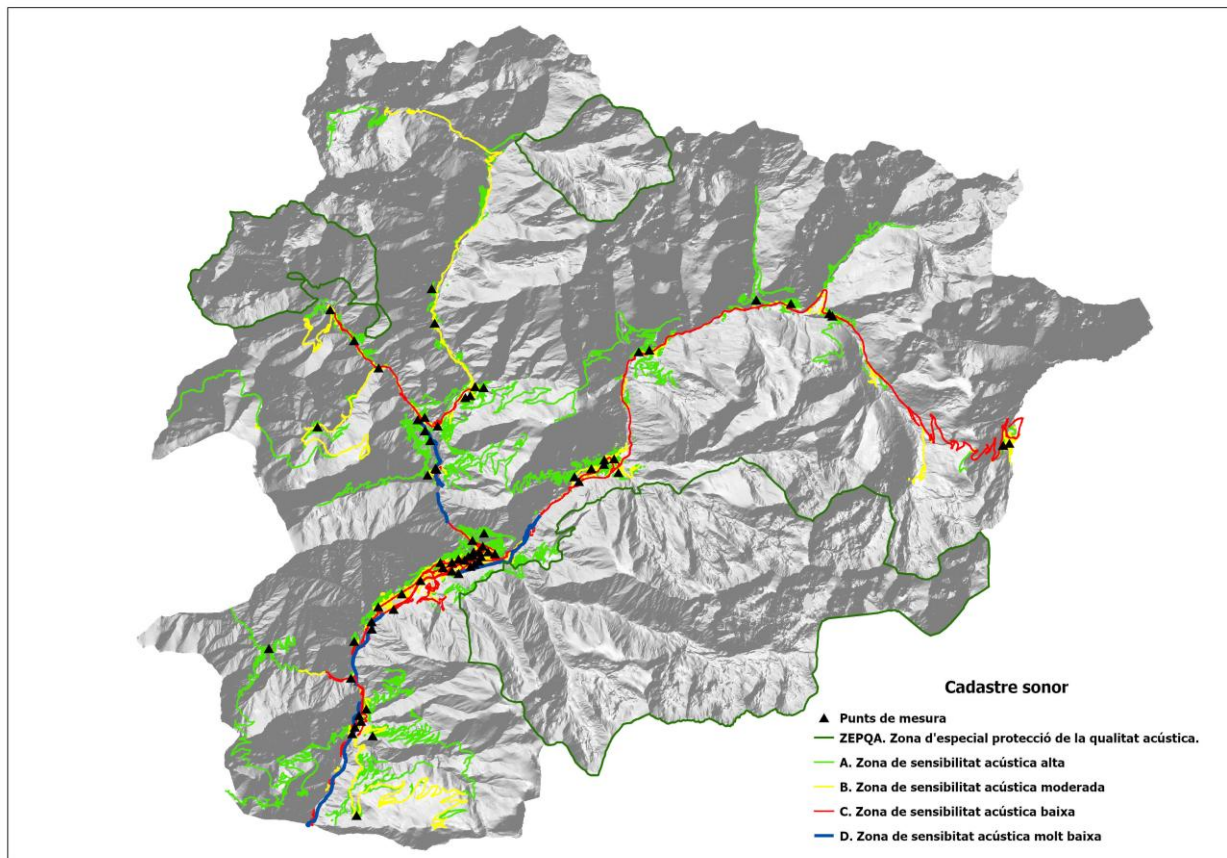 Cadastre sonor
Punts de mesura
ZEPQA. Zona d'especial protecció de la qualitat acústica.
A. Zona de sensibilitat acústica alta
B. Zona de sensibilitat acústica moderada
C. Zona de sensibilitat acústica baixa
D. Zona de sensibitat acústica molt baixa